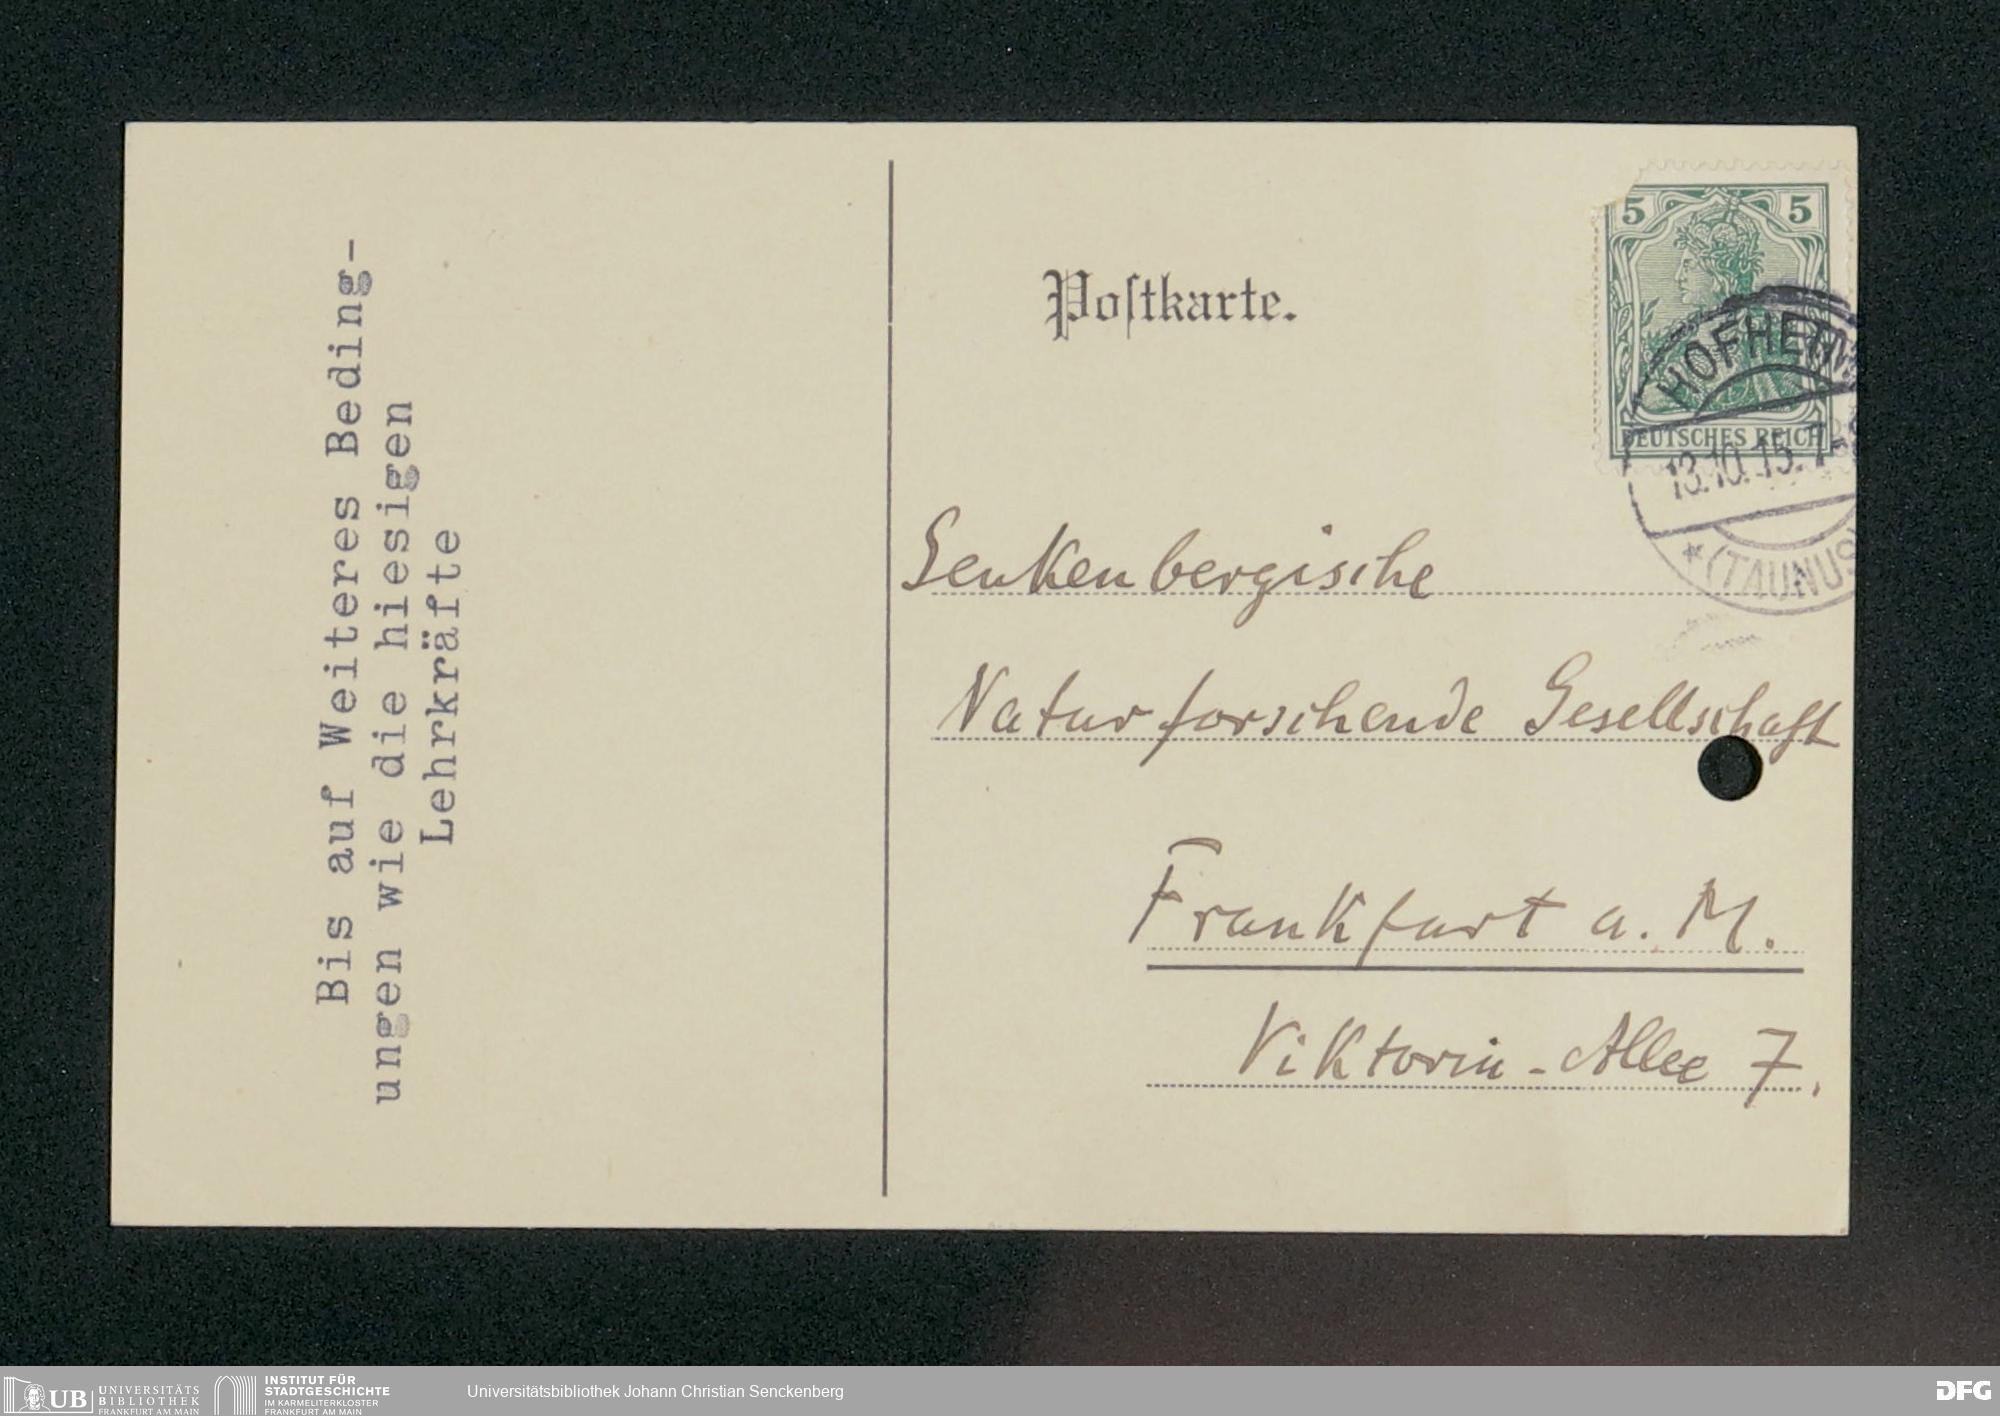 Bis auf Weiteres Beding-
ungen wie die hiesigen
Lehrkräfte
Poſtkarte.
5 5
DEUTSCHES REICH
HOFHEIM
13.10.15.7-
*(TAUNUS)
Senkenbergische
Naturforschende Gesellschaft
Frankfurt a. M.
Viktoria-Allee 7.
UB UNIVERSITÄTS
BIBLIOTHEK
FRANKFURT AM MAIN
INSTITUT FÜR
STADTGESCHICHTE
IM KARMELITERKLOSTER
FRANKFURT AM MAIN
Universitätsbibliothek Johann Christian Senckenberg
DFG